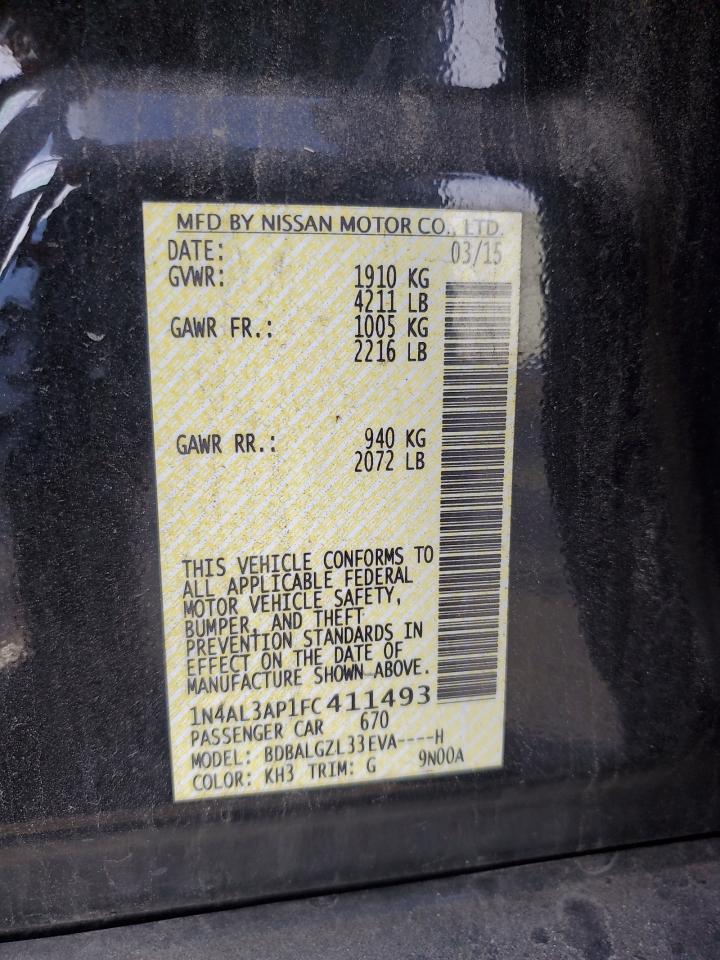 MFD BY NISSAN MOTOR CO., LTD.
DATE: 03/15
GVWR: 1910 KG
4211 LB
GAWR FR.: 1005 KG
2216 LB
GAWR RR.: 940 KG
2072 LB
THIS VEHICLE CONFORMS TO
ALL APPLICABLE FEDERAL
MOTOR VEHICLE SAFETY,
BUMPER, AND THEFT
PREVENTION STANDARDS IN
EFFECT ON THE DATE OF
MANUFACTURE SHOWN ABOVE.
1N4AL3AP1FC411493
PASSENGER CAR 670
MODEL: BDBALGZL33EVA----H
COLOR: KH3 TRIM: G 9N00A